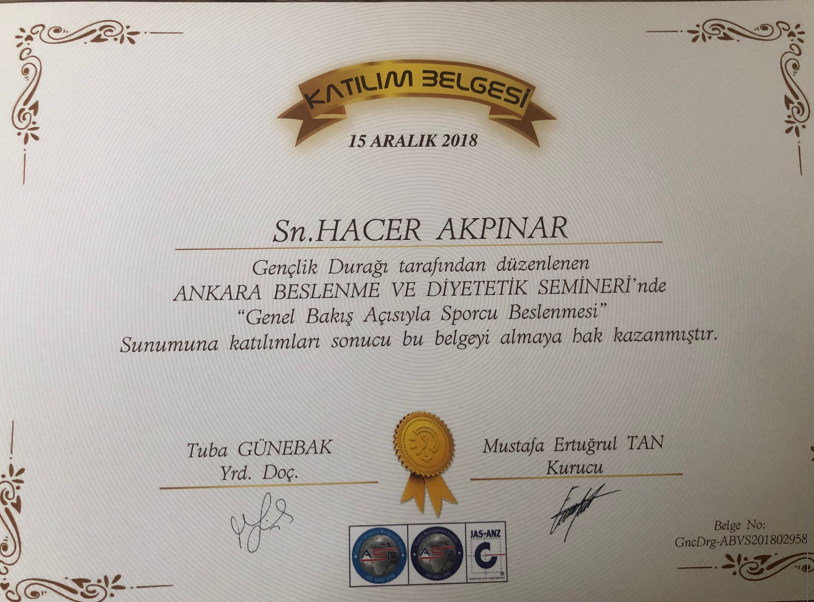 KATILIM BELGESİ
15 ARALIK 2018
Sn.HACER AKPINAR
Gençlik Durağı tarafından düzenlenen
ANKARA BESLENME VE DİYETETİK SEMİNERİ'nde
"Genel Bakış Açısıyla Sporcu Beslenmesi"
Sunumuna katılımları sonucu bu belgeyi almaya hak kazanmıştır.
Tuba GÜNEBAK
Yrd. Doç.
Mustafa Ertuğrul TAN
Kurucu
JAS-ANZ
Belge No:
GncDrg-ABVS201802958